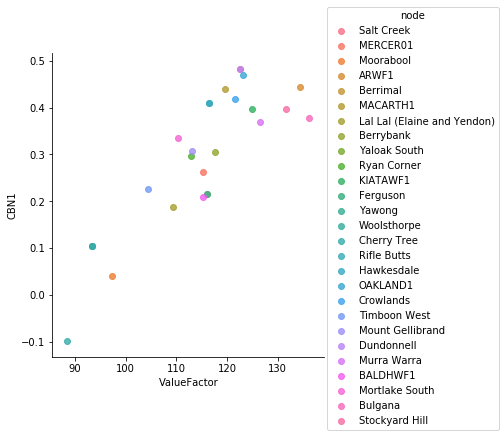 node
Salt Creek
MERCER01
Moorabool
ARWF1
Berrimal
MACARTH1
Lal Lal (Elaine and Yendon)
Berrybank
Yaloak South
Ryan Corner
KIATAWF1
Ferguson
Yawong
Woolsthorpe
Cherry Tree
Rifle Butts
Hawkesdale
OAKLAND1
Crowlands
Timboon West
Mount Gellibrand
Dundonnell
Murra Warra
BALDHWF1
Mortlake South
Bulgana
Stockyard Hill
CBN1
0.5
0.4
0.3
0.2
0.1
0.0
−0.1
90 100 110 120 130
ValueFactor